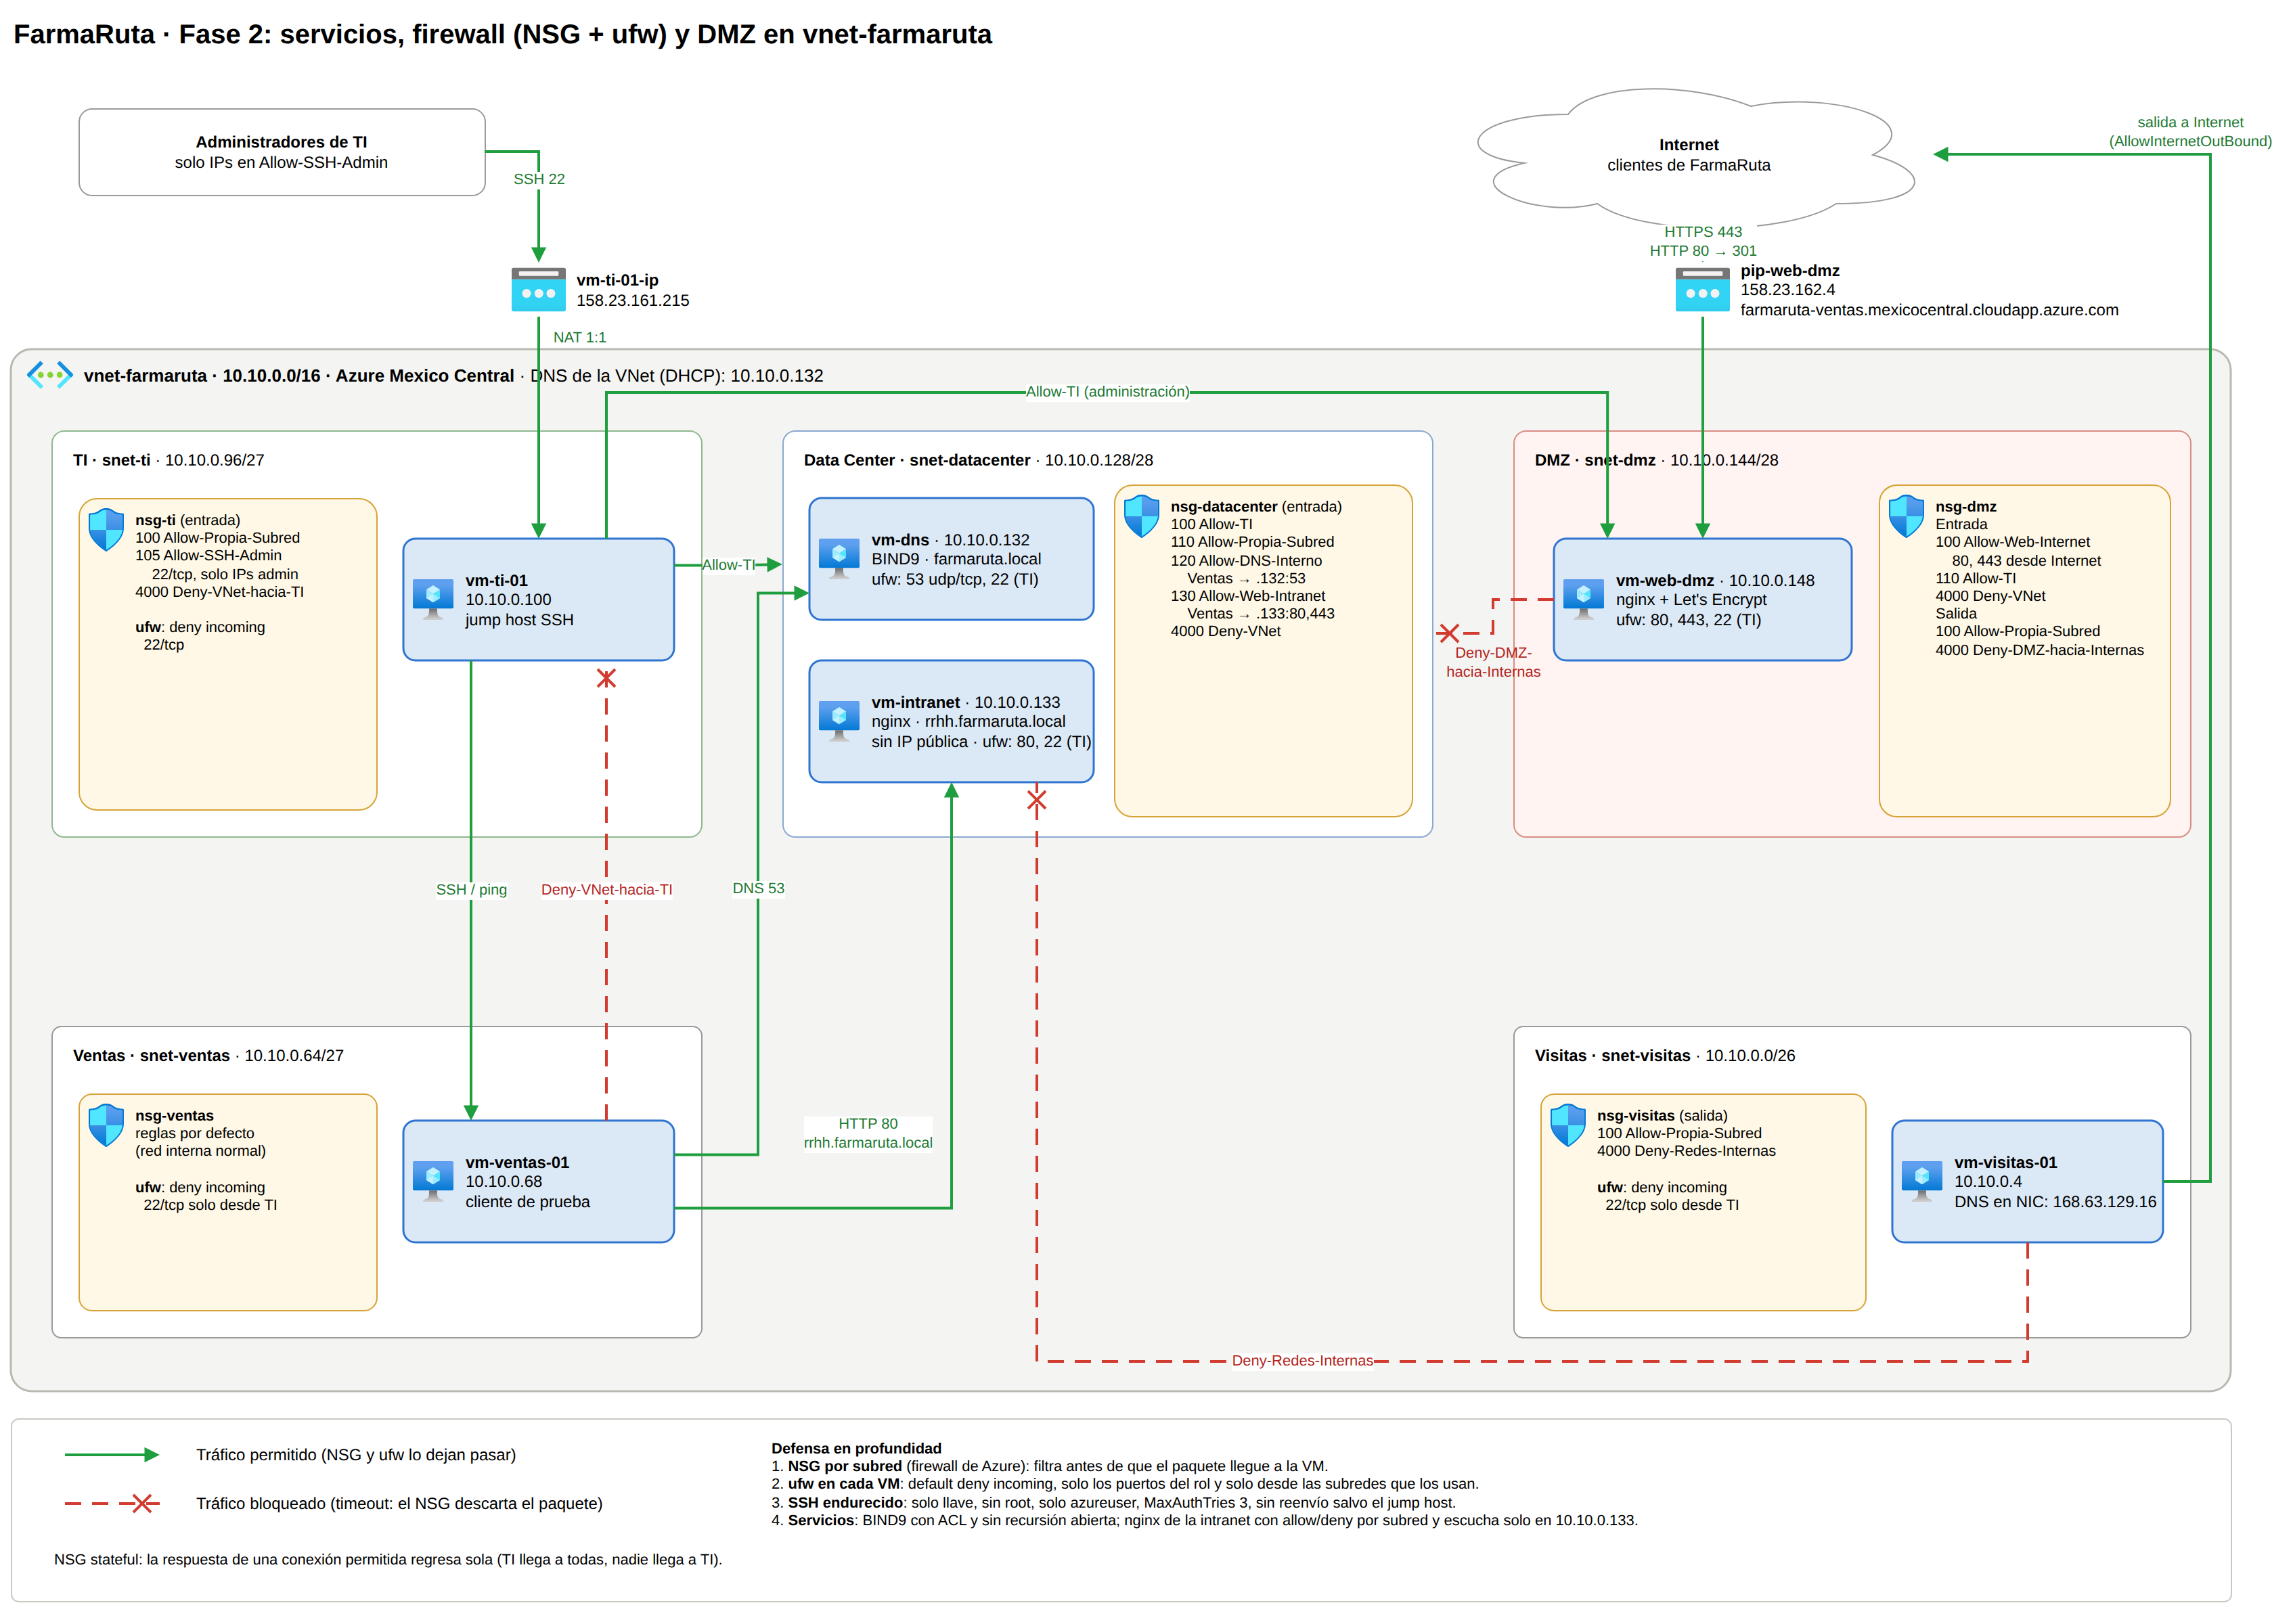 FarmaRuta · Fase 2: servicios, firewall (NSG + ufw) y DMZ en vnet-farmaruta
Administradores de TI
solo IPs en Allow-SSH-Admin
SSH 22
Internet
clientes de FarmaRuta
salida a Internet
(AllowInternetOutBound)
HTTPS 443
HTTP 80 → 301
vm-ti-01-ip
158.23.161.215
NAT 1:1
pip-web-dmz
158.23.162.4
farmaruta-ventas.mexicocentral.cloudapp.azure.com
vnet-farmaruta · 10.10.0.0/16 · Azure Mexico Central · DNS de la VNet (DHCP): 10.10.0.132
Allow-TI (administración)
TI · snet-ti · 10.10.0.96/27
nsg-ti (entrada)
100 Allow-Propia-Subred
105 Allow-SSH-Admin
22/tcp, solo IPs admin
4000 Deny-VNet-hacia-TI
ufw: deny incoming
22/tcp
vm-ti-01
10.10.0.100
jump host SSH
Allow-TI
Data Center · snet-datacenter · 10.10.0.128/28
vm-dns · 10.10.0.132
BIND9 · farmaruta.local
ufw: 53 udp/tcp, 22 (TI)
vm-intranet · 10.10.0.133
nginx · rrhh.farmaruta.local
sin IP pública · ufw: 80, 22 (TI)
nsg-datacenter (entrada)
100 Allow-TI
110 Allow-Propia-Subred
120 Allow-DNS-Interno
Ventas → .132:53
130 Allow-Web-Intranet
Ventas → .133:80,443
4000 Deny-VNet
Deny-DMZ-
hacia-Internas
DMZ · snet-dmz · 10.10.0.144/28
vm-web-dmz · 10.10.0.148
nginx + Let's Encrypt
ufw: 80, 443, 22 (TI)
nsg-dmz
Entrada
100 Allow-Web-Internet
80, 443 desde Internet
110 Allow-TI
4000 Deny-VNet
Salida
100 Allow-Propia-Subred
4000 Deny-DMZ-hacia-Internas
SSH / ping
Deny-VNet-hacia-TI
DNS 53
HTTP 80
rrhh.farmaruta.local
Ventas · snet-ventas · 10.10.0.64/27
nsg-ventas
reglas por defecto
(red interna normal)
ufw: deny incoming
22/tcp solo desde TI
vm-ventas-01
10.10.0.68
cliente de prueba
Visitas · snet-visitas · 10.10.0.0/26
nsg-visitas (salida)
100 Allow-Propia-Subred
4000 Deny-Redes-Internas
ufw: deny incoming
22/tcp solo desde TI
vm-visitas-01
10.10.0.4
DNS en NIC: 168.63.129.16
Deny-Redes-Internas
Tráfico permitido (NSG y ufw lo dejan pasar)
Tráfico bloqueado (timeout: el NSG descarta el paquete)
NSG stateful: la respuesta de una conexión permitida regresa sola (TI llega a todas, nadie llega a TI).
Defensa en profundidad
1. NSG por subred (firewall de Azure): filtra antes de que el paquete llegue a la VM.
2. ufw en cada VM: default deny incoming, solo los puertos del rol y solo desde las subredes que los usan.
3. SSH endurecido: solo llave, sin root, solo azureuser, MaxAuthTries 3, sin reenvío salvo el jump host.
4. Servicios: BIND9 con ACL y sin recursión abierta; nginx de la intranet con allow/deny por subred y escucha solo en 10.10.0.133.